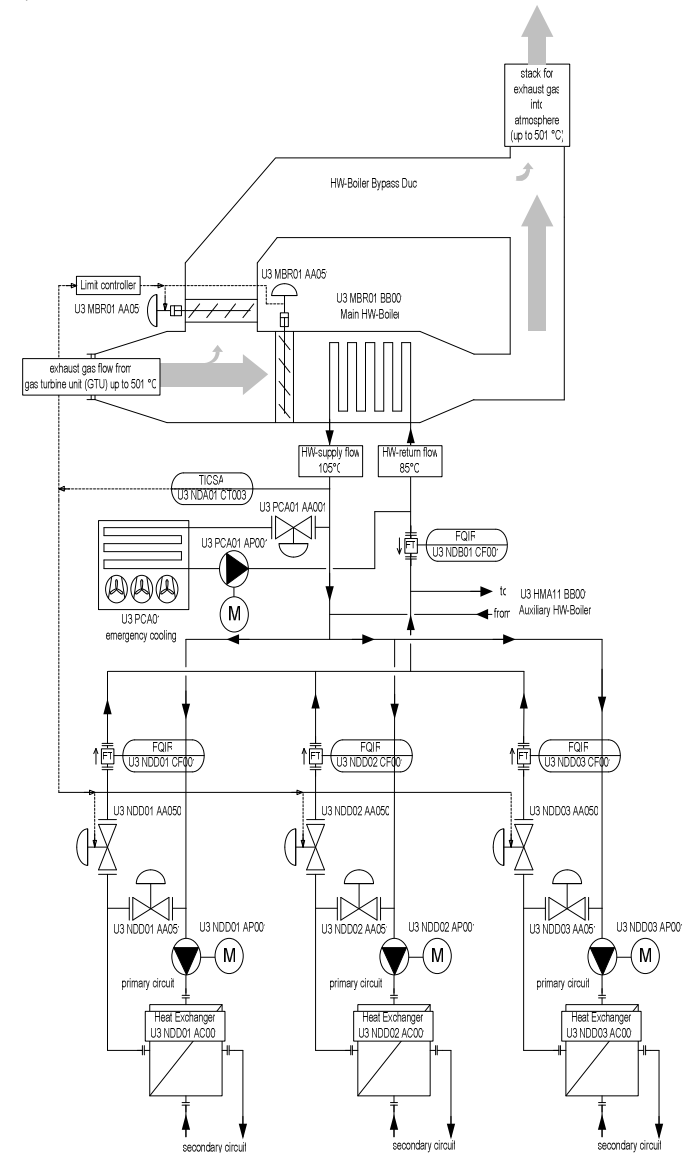 stack for
exhaust gas
into
atmosphere
(up to 501 °C)
HW-Boiler Bypass Duc
U3 MBR01 AA05
Limit controller
U3 MBR01 AA05
U3 MBR01 BB00
Main HW-Boiler
exhaust gas flow from
gas turbine unit (GTU) up to 501 °C
HW-supply flow
105°C
HW-return flow
85°C
TICSA
U3 NDA01 CT003
U3 PCA01 AA001
U3 PCA01 AP00
FQIR
U3 NDB01 CF00
FT
M
U3 PCA0
emergency cooling
to
from
U3 HMA11 BB00
Auxiliary HW-Boiler
FQIR
U3 NDD01 CF00
FT
FQIR
U3 NDD02 CF00
FT
FQIR
U3 NDD03 CF00
FT
U3 NDD01 AA050
U3 NDD02 AA050
U3 NDD03 AA050
U3 NDD01 AA05
U3 NDD01 AP00
U3 NDD02 AA05
U3 NDD02 AP00
U3 NDD03 AA05
U3 NDD03 AP00
M
M
M
primary circuit
primary circuit
primary circuit
Heat Exchanger
U3 NDD01 AC00
Heat Exchanger
U3 NDD02 AC00
Heat Exchanger
U3 NDD03 AC00
secondary circuit
secondary circuit
secondary circuit